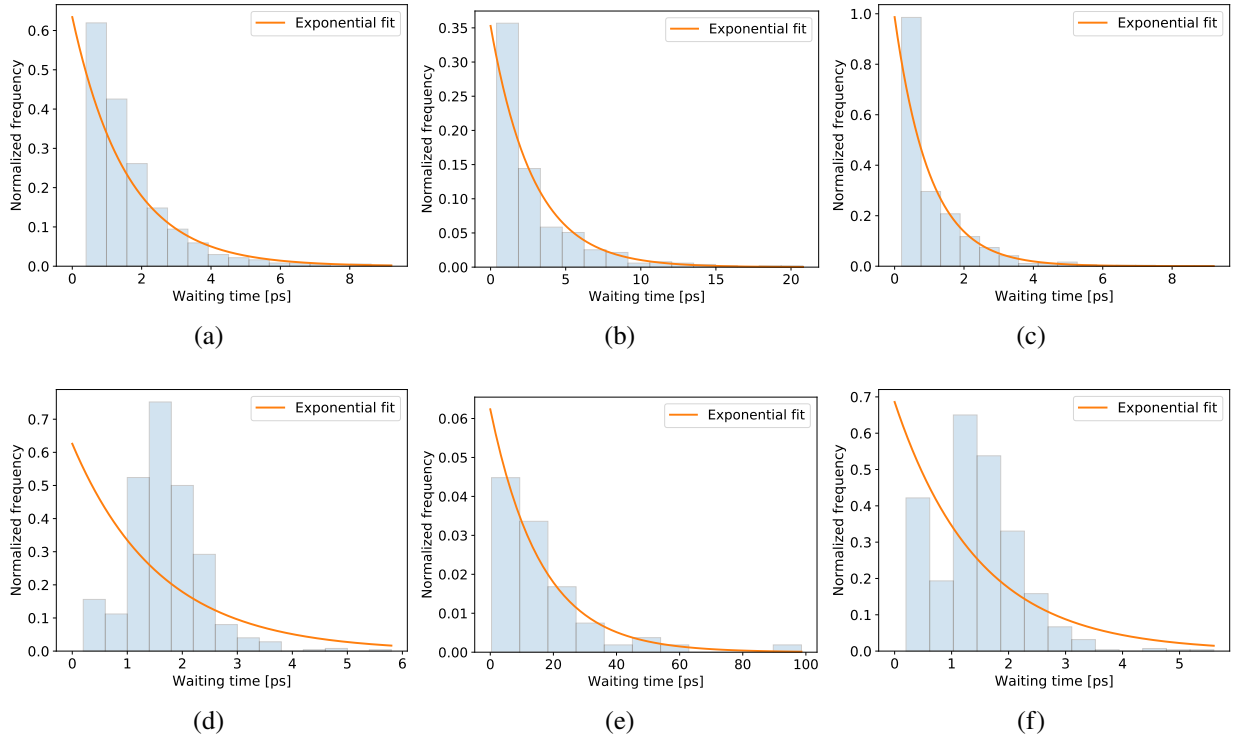 Exponential fit
Normalized frequency
0.6
0.5
0.4
0.3
0.2
0.1
0.0
0 2 4 6 8
Waiting time [ps]
(a)
Exponential fit
Normalized frequency
0.35
0.30
0.25
0.20
0.15
0.10
0.05
0.00
0 5 10 15 20
Waiting time [ps]
(b)
Exponential fit
Normalized frequency
1.0
0.8
0.6
0.4
0.2
0.0
0 2 4 6 8
Waiting time [ps]
(c)
Exponential fit
Normalized frequency
0.7
0.6
0.5
0.4
0.3
0.2
0.1
0.0
0 1 2 3 4 5 6
Waiting time [ps]
(d)
Exponential fit
Normalized frequency
0.06
0.05
0.04
0.03
0.02
0.01
0.00
0 20 40 60 80 100
Waiting time [ps]
(e)
Exponential fit
Normalized frequency
0.7
0.6
0.5
0.4
0.3
0.2
0.1
0.0
0 1 2 3 4 5
Waiting time [ps]
(f)